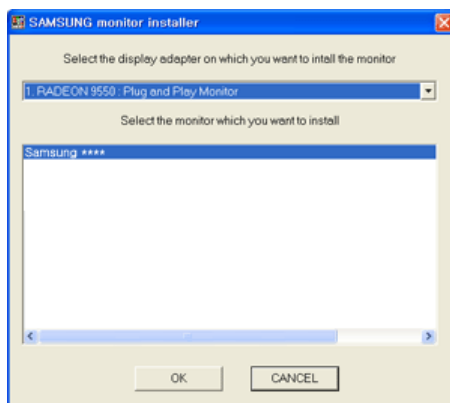 SAMSUNG monitor installer
Select the display adapter on which you want to intall the monitor
1. RADEON 9550 : Plug and Play Monitor
Select the monitor which you want to install
Samsung ****
OK CANCEL